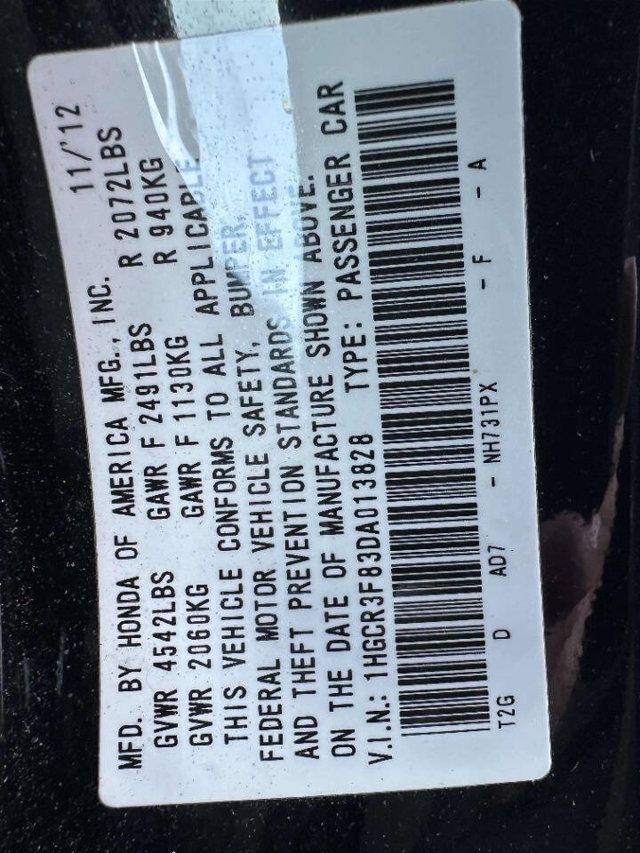 MFD. BY HONDA OF AMERICA MFG., INC. 11/'12
GVWR 4542LBS GAWR F 2491LBS R 2072LBS
GVWR 2060KG GAWR F 1130KG R 940KG
THIS VEHICLE CONFORMS TO ALL APPLICABLE
FEDERAL MOTOR VEHICLE SAFETY, BUMPER,
AND THEFT PREVENTION STANDARDS IN EFFECT
ON THE DATE OF MANUFACTURE SHOWN ABOVE.
V.I.N.: 1HGCR3F83DA013828 TYPE: PASSENGER CAR
T2G D AD7 - NH731PX - F - A